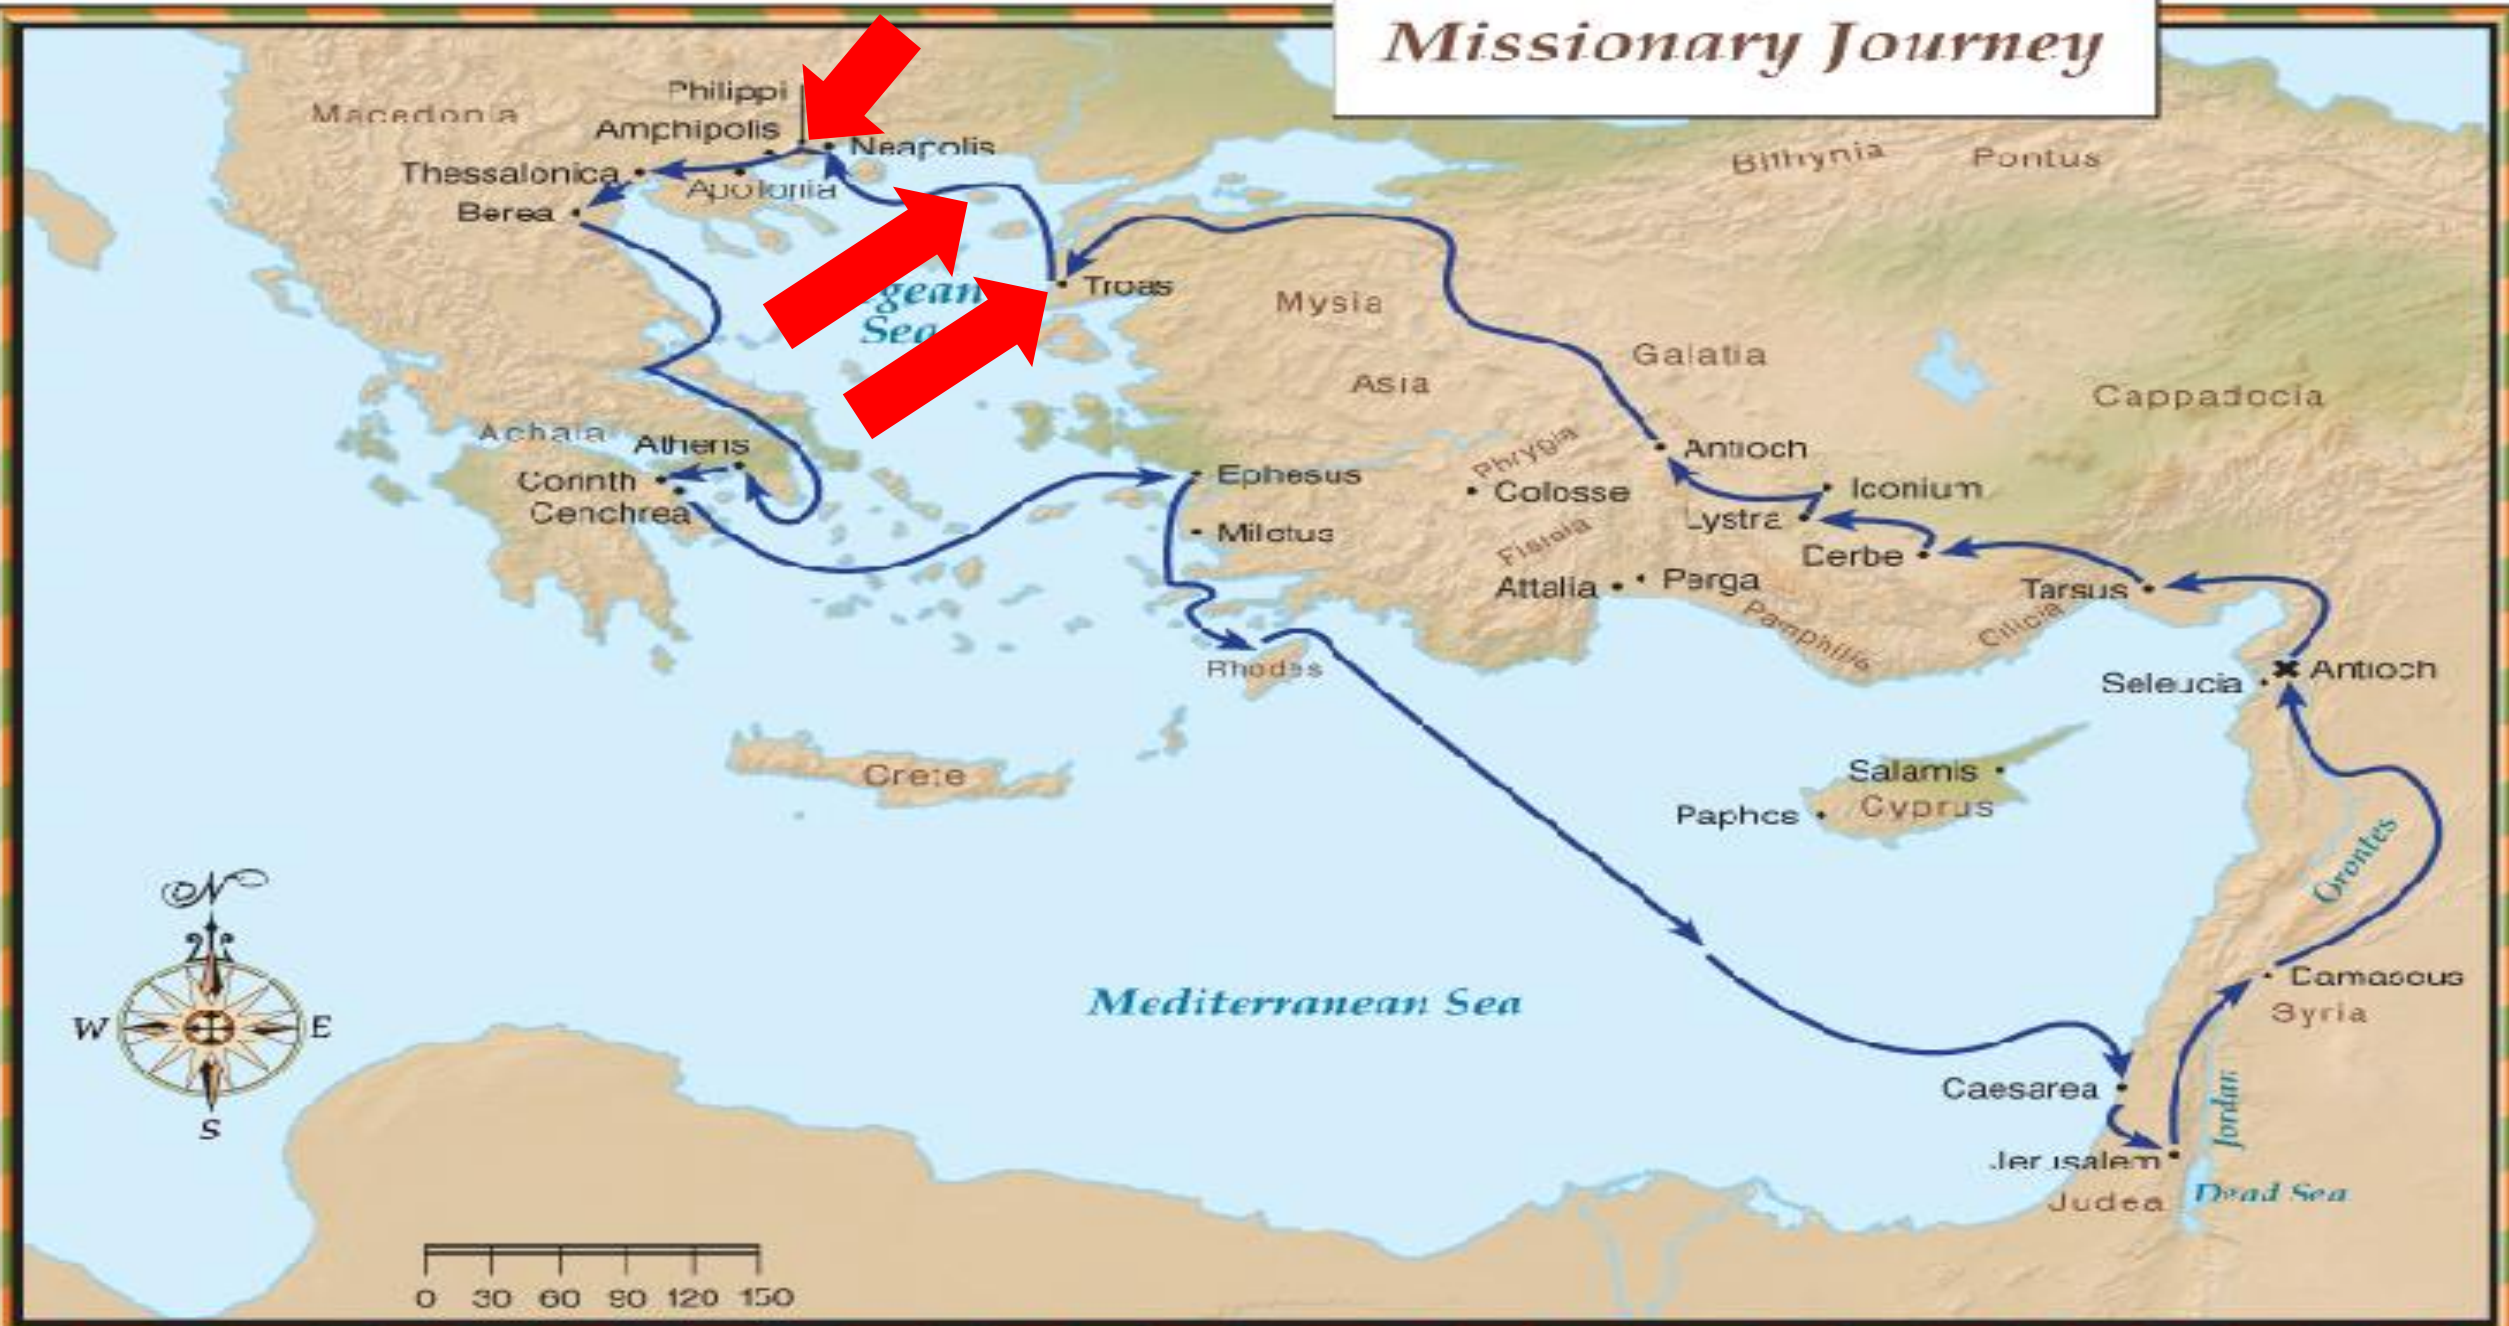 Missionary Journey
Philippi
Macedonia
Amphipolis
Neapolis
Thessalonica
Apollonia
Berea
Bithynia
Pontus
Troas
Mysia
gean
Sea
Galatia
Asia
Cappadocia
Achaia
Athens
Phrygia
Antioch
Corinth
Ephesus
Colosse
Iconium
Cenchrea
Lystra
Miletus
Pisidia
Derbe
Attalia
Perga
Tarsus
Pamphilia
Cilicia
Rhodes
Seleucia
Antioch
Crete
Salamis
Cyprus
Paphos
Orontes
N
W
E
S
Mediterranean Sea
Damascus
Syria
Caesarea
Jordan
Jerusalem
Judea
Dead Sea
0 30 60 90 120 150